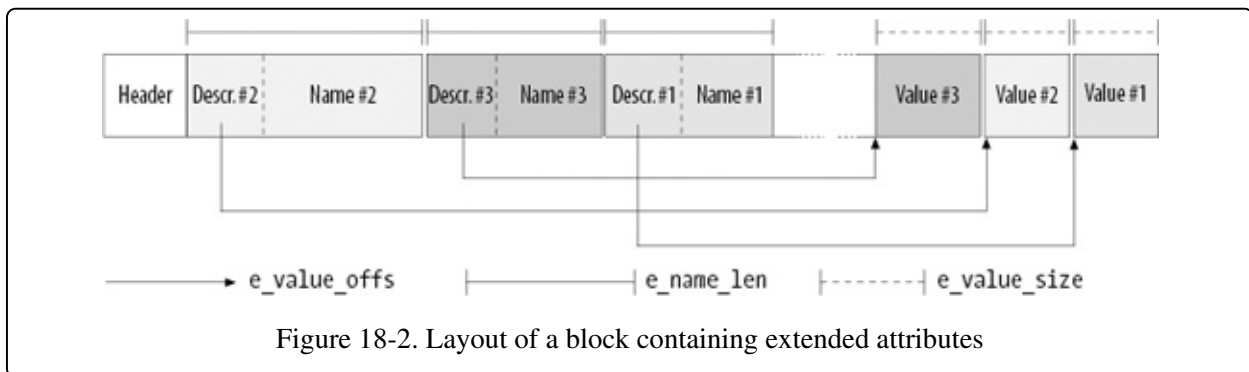 Header Descr.#2 Name #2 Descr.#3 Name #3 Descr.#1 Name #1 Value #3 Value #2 Value #1
e_value_offs e_name_len e_value_size
Figure 18-2. Layout of a block containing extended attributes